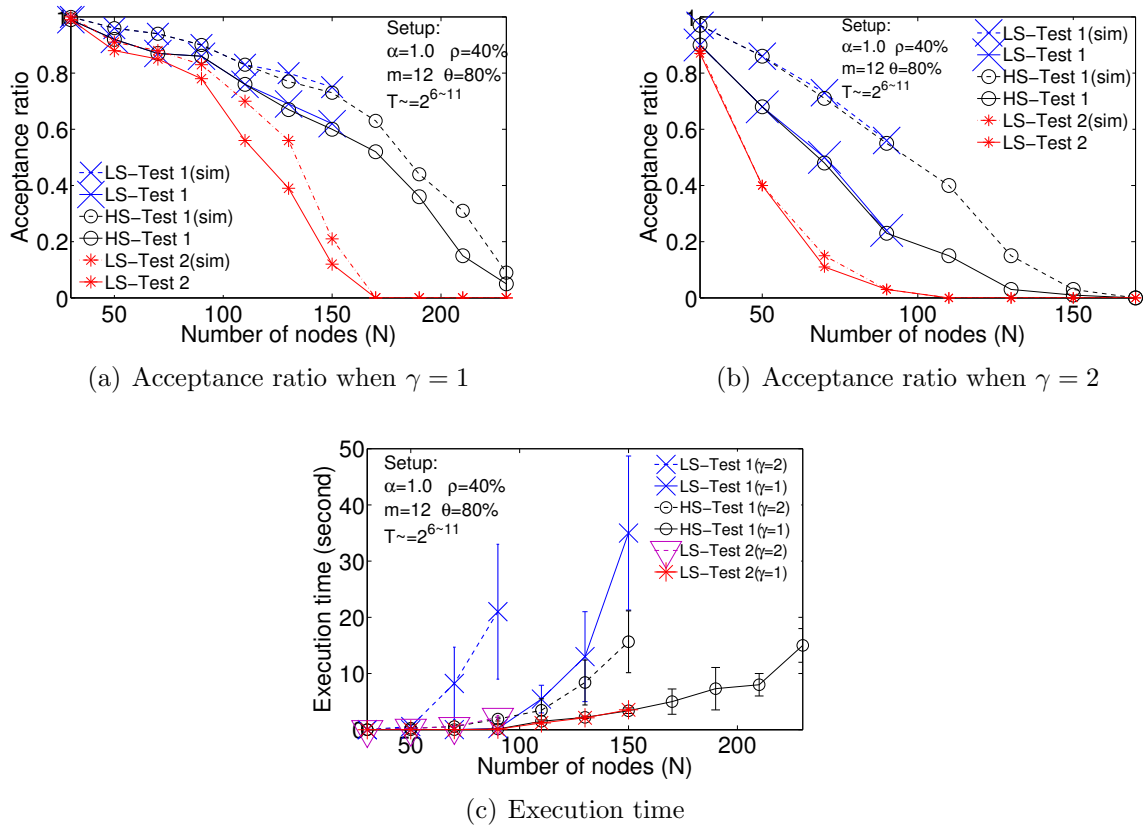 1
0.8
0.6
0.4
0.2
0
50
100
150
200
Acceptance ratio
Number of nodes (N)
Setup:
α=1.0 ρ=40%
m=12 θ=80%
T~=2^6~11
LS−Test 1(sim)
LS−Test 1
HS−Test 1(sim)
HS−Test 1
LS−Test 2(sim)
LS−Test 2
(a) Acceptance ratio when γ = 1
1
0.8
0.6
0.4
0.2
0
50
100
150
Acceptance ratio
Number of nodes (N)
Setup:
α=1.0 ρ=40%
m=12 θ=80%
T~=2^6~11
LS−Test 1(sim)
LS−Test 1
HS−Test 1(sim)
HS−Test 1
LS−Test 2(sim)
LS−Test 2
(b) Acceptance ratio when γ = 2
50
40
30
20
10
0
50
100
150
200
Execution time (second)
Number of nodes (N)
Setup:
α=1.0 ρ=40%
m=12 θ=80%
T~=2^6~11
LS−Test 1(γ=2)
LS−Test 1(γ=1)
HS−Test 1(γ=2)
HS−Test 1(γ=1)
LS−Test 2(γ=2)
LS−Test 2(γ=1)
(c) Execution time